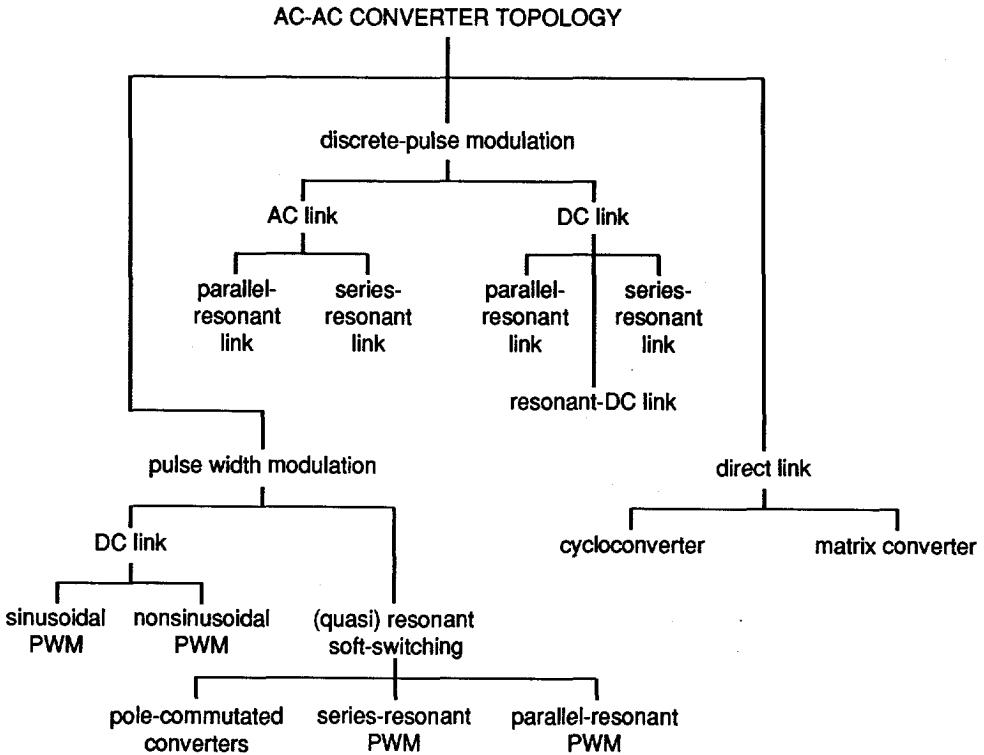 AC-AC CONVERTER TOPOLOGY
discrete-pulse modulation
AC link
DC link
parallel-
resonant
link
series-
resonant
link
parallel-
resonant
link
series-
resonant
link
resonant-DC link
pulse width modulation
direct link
DC link
cycloconverter
matrix converter
sinusoidal
PWM
nonsinusoidal
PWM
(quasi) resonant
soft-switching
pole-commutated
converters
series-resonant
PWM
parallel-resonant
PWM